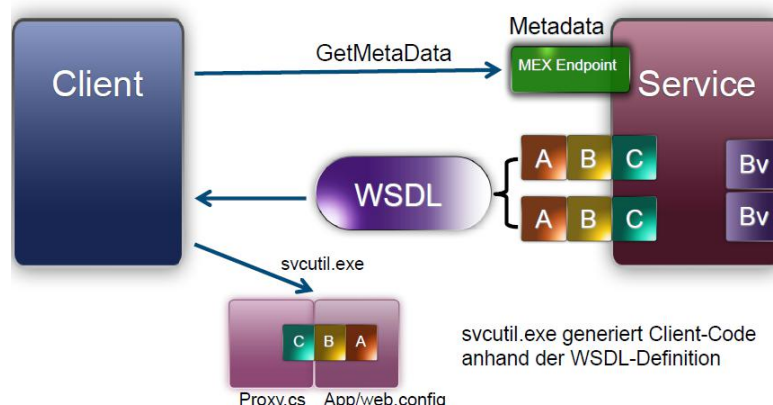 Metadata
GetMetaData
MEX Endpoint
Client
Service
A B C
Bv
WSDL
A B C
Bv
svcutil.exe
C B A
svcutil.exe generiert Client-Code
anhand der WSDL-Definition
Proxy.cs App/web.config